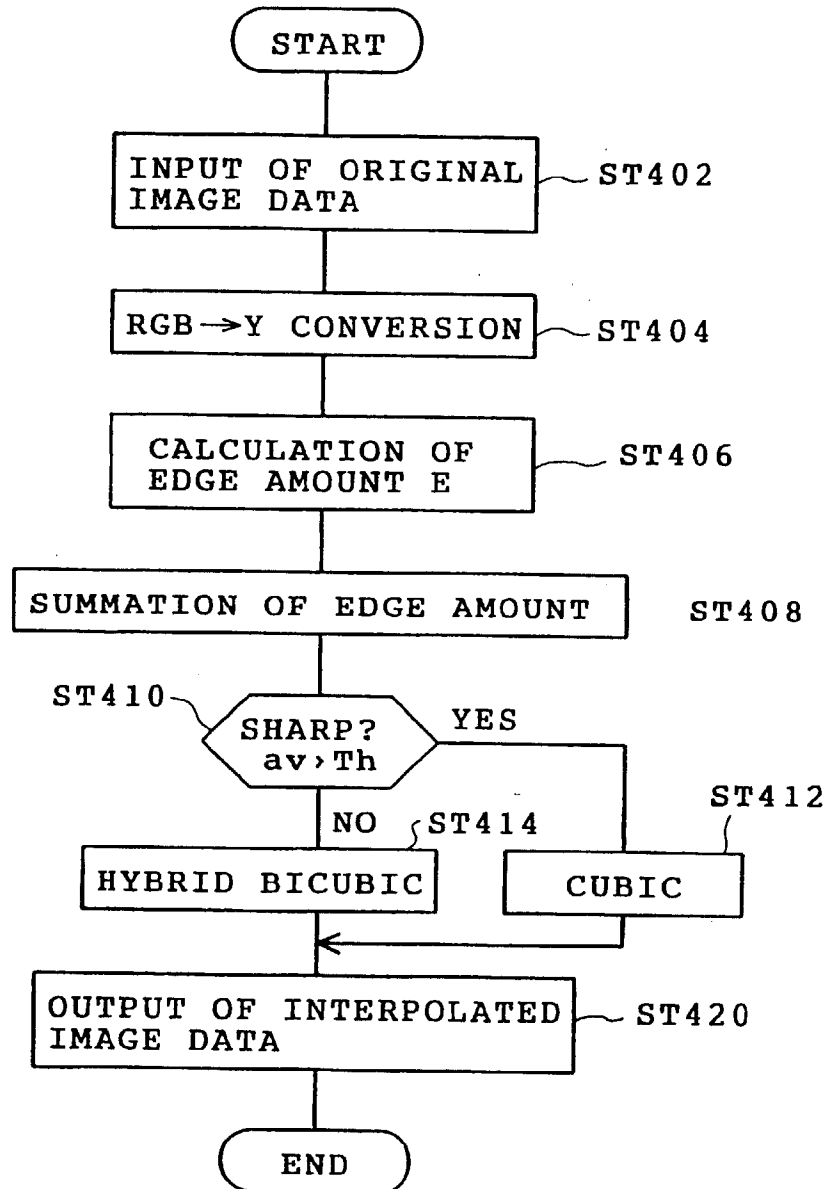 START
INPUT OF ORIGINAL
IMAGE DATA
ST402
RGB→Y CONVERSION
ST404
CALCULATION OF
EDGE AMOUNT E
ST406
SUMMATION OF EDGE AMOUNT
ST408
ST410
SHARP?
av>Th
YES
NO
ST414
ST412
HYBRID BICUBIC
CUBIC
OUTPUT OF INTERPOLATED
IMAGE DATA
ST420
END